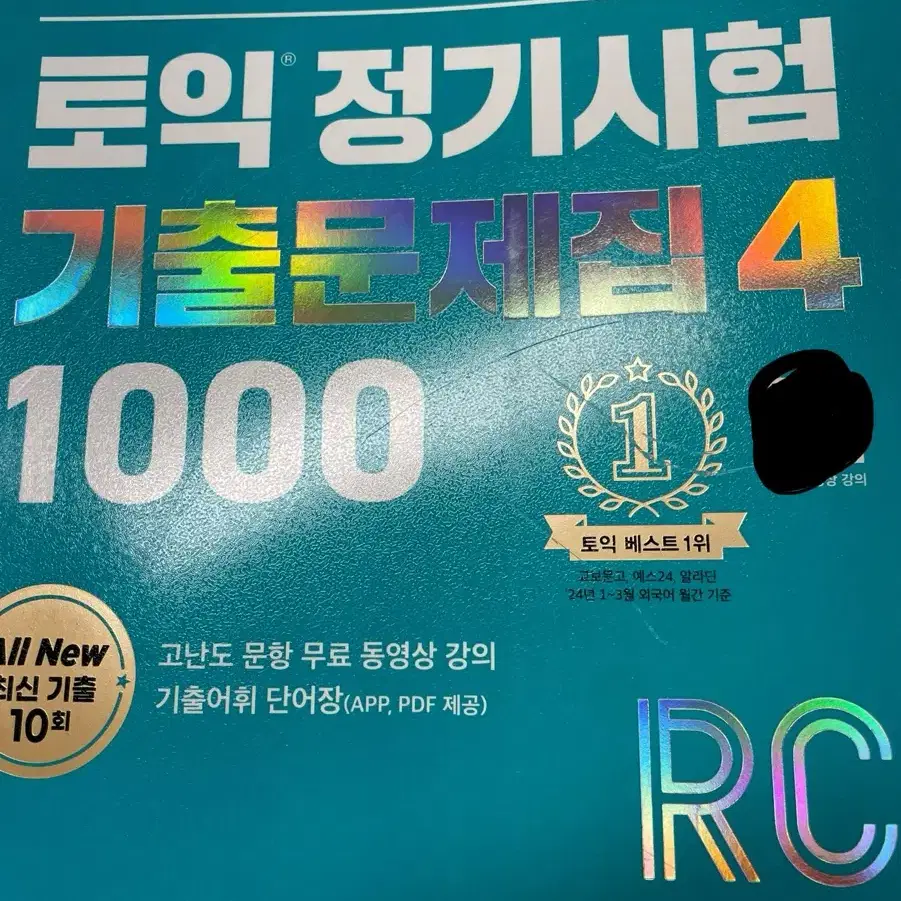 토익® 정기시험
기출문제집 4
1000
1
토익 베스트 1위
교보문고, 예스24, 알라딘
'24년 1~3월 외국어 월간 기준
강의
All New
최신 기출
10회
고난도 문항 무료 동영상 강의
기출어휘 단어장(APP, PDF 제공)
RC